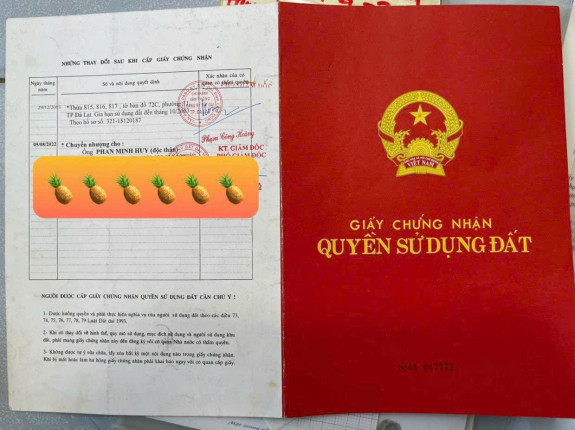 NHỮNG THAY ĐỔI SAU KHI CẤP GIẤY CHỨNG NHẬN
Ngày tháng năm
Số và nội dung quyết định
Xác nhận của cơ quan có thẩm quyền
*Thửa 815, 816, 817 , tờ bản đồ 72C, phường
TP Đà Lạt. Gia hạn sử dụng đất đến tháng 10/
Theo hồ sơ số: 321-15120187
Phạm Công Hoàng
05/08/2022
* Chuyển nhượng cho :
Ông PHAN MINH HUY (độc thân)
KT. GIÁM ĐỐC
PHÓ GIÁM ĐỐC
NGƯỜI ĐƯỢC CẤP GIẤY CHỨNG NHẬN QUYỀN SỬ DỤNG ĐẤT CẦN CHÚ Ý !
1- Được hưởng quyền và phải thực hiện nghĩa vụ của người sử dụng đất theo các điều 73,
74, 75, 76, 77, 78, 79 Luật Đất đai 1993.
2- Khi có thay đổi về hình thể, quy mô sử dụng, mục đích sử dụng và người sử dụng khu
đất, phải mang giấy chứng nhận này đến đăng ký với cơ quan Nhà nước có thẩm quyền.
3- Không được tự ý sửa chữa, tẩy xóa bất kỳ một nội dung nào trong giấy chứng nhận.
Khi bị mất hoặc làm hư hỏng giấy chứng nhận phải khai báo ngay với cơ quan cấp giấy.
VIỆT NAM
GIẤY CHỨNG NHẬN
QUYỀN SỬ DỤNG ĐẤT